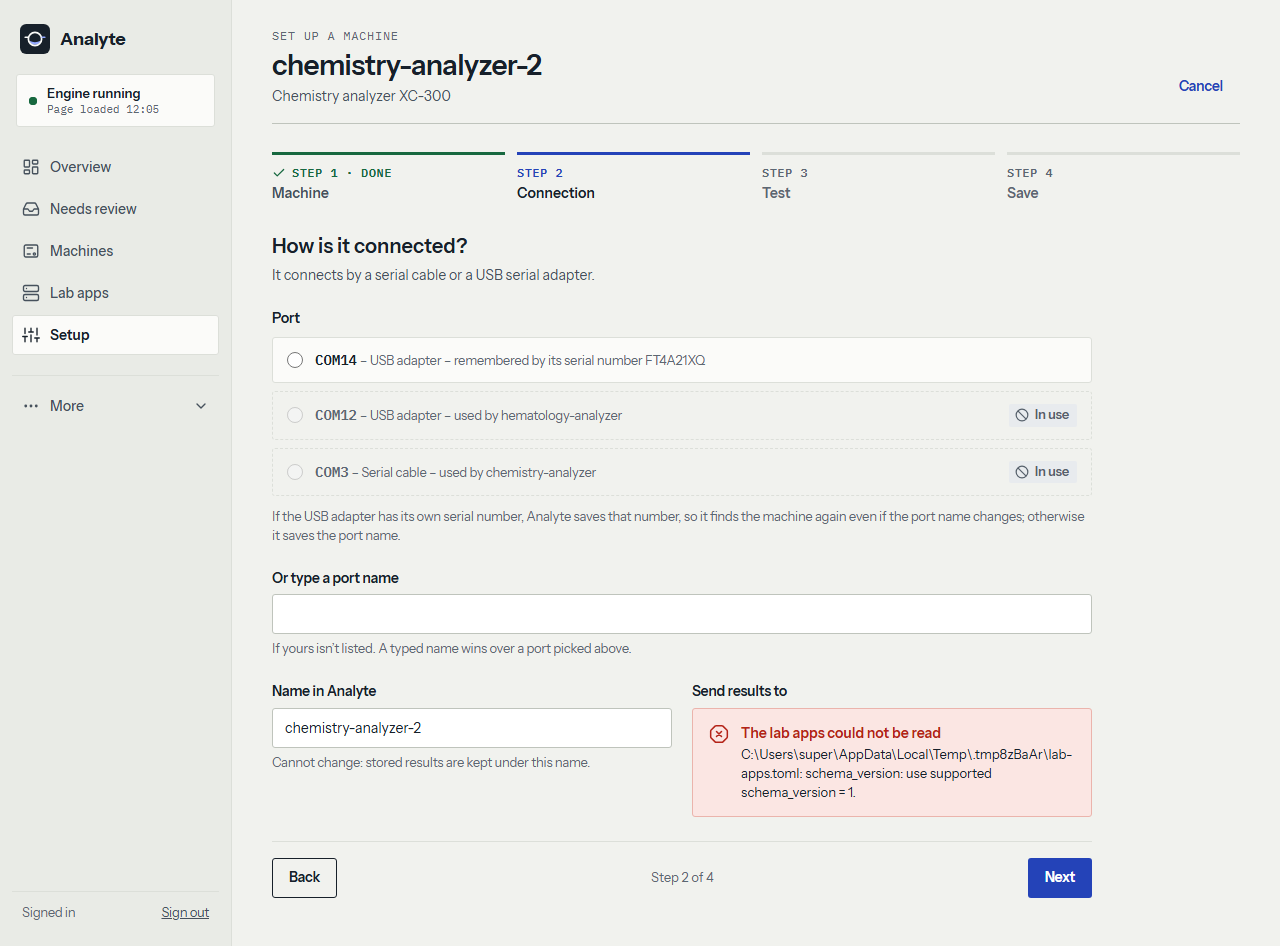 Analyte
Engine running
Page loaded 12:05
Overview
Needs review
Machines
Lab apps
Setup
More
Signed in
Sign out
SET UP A MACHINE
chemistry-analyzer-2
Chemistry analyzer XC-300
Cancel
STEP 1 · DONE
Machine
STEP 2
Connection
STEP 3
Test
STEP 4
Save
How is it connected?
It connects by a serial cable or a USB serial adapter.
Port
COM14 – USB adapter – remembered by its serial number FT4A21XQ
COM12 – USB adapter – used by hematology-analyzer
In use
COM3 – Serial cable – used by chemistry-analyzer
In use
If the USB adapter has its own serial number, Analyte saves that number, so it finds the machine again even if the port name changes; otherwise
it saves the port name.
Or type a port name
If yours isn't listed. A typed name wins over a port picked above.
Name in Analyte
chemistry-analyzer-2
Cannot change: stored results are kept under this name.
Send results to
The lab apps could not be read
C:\Users\super\AppData\Local\Temp\.tmp8zBaAr\lab-
apps.toml: schema_version: use supported
schema_version = 1.
Back
Step 2 of 4
Next